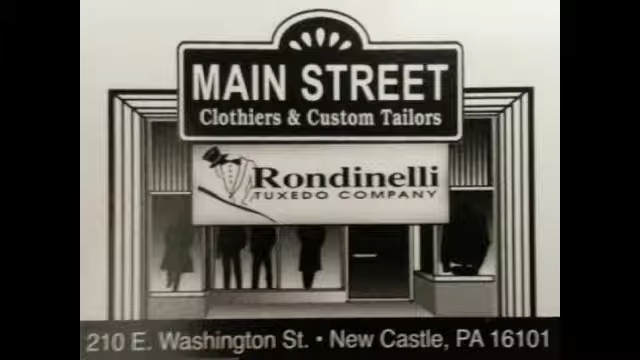 MAIN STREET
Clothiers & Custom Tailors
Rondinelli
TUXEDO COMPANY
210 E. Washington St. • New Castle, PA 16101